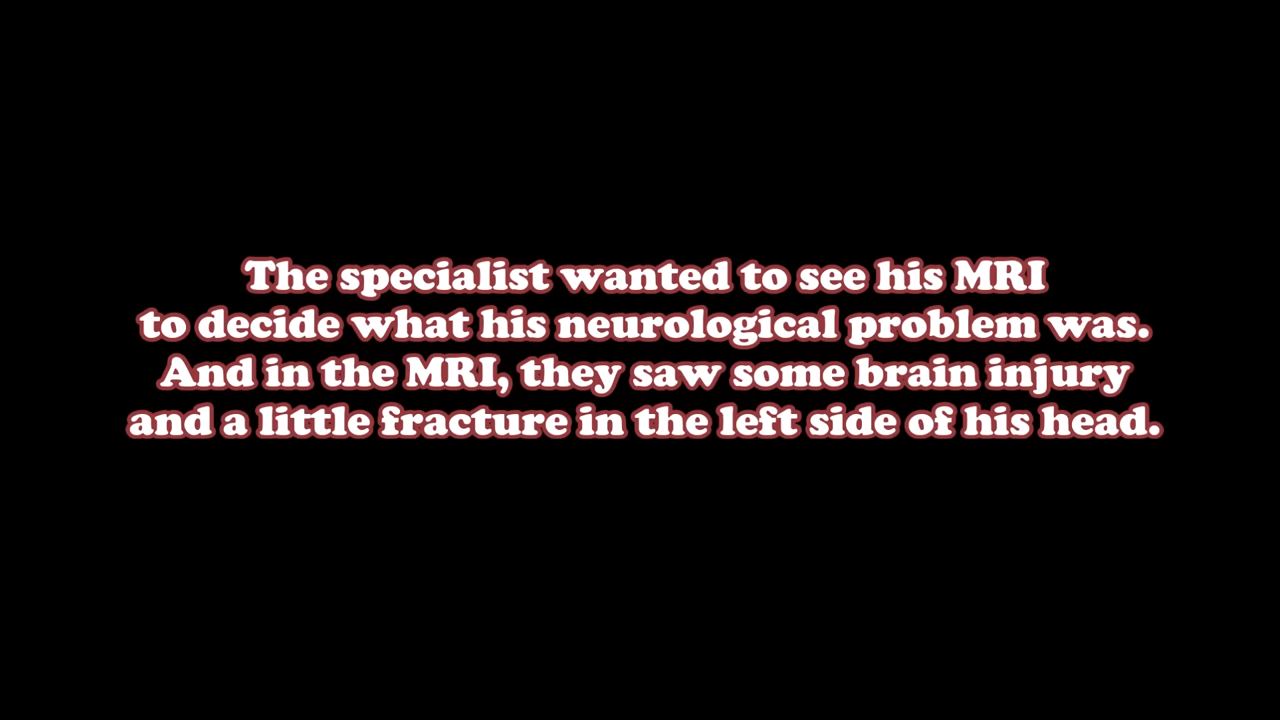 The specialist wanted to see his MRI
to decide what his neurological problem was.
And in the MRI, they saw some brain injury
and a little fracture in the left side of his head.